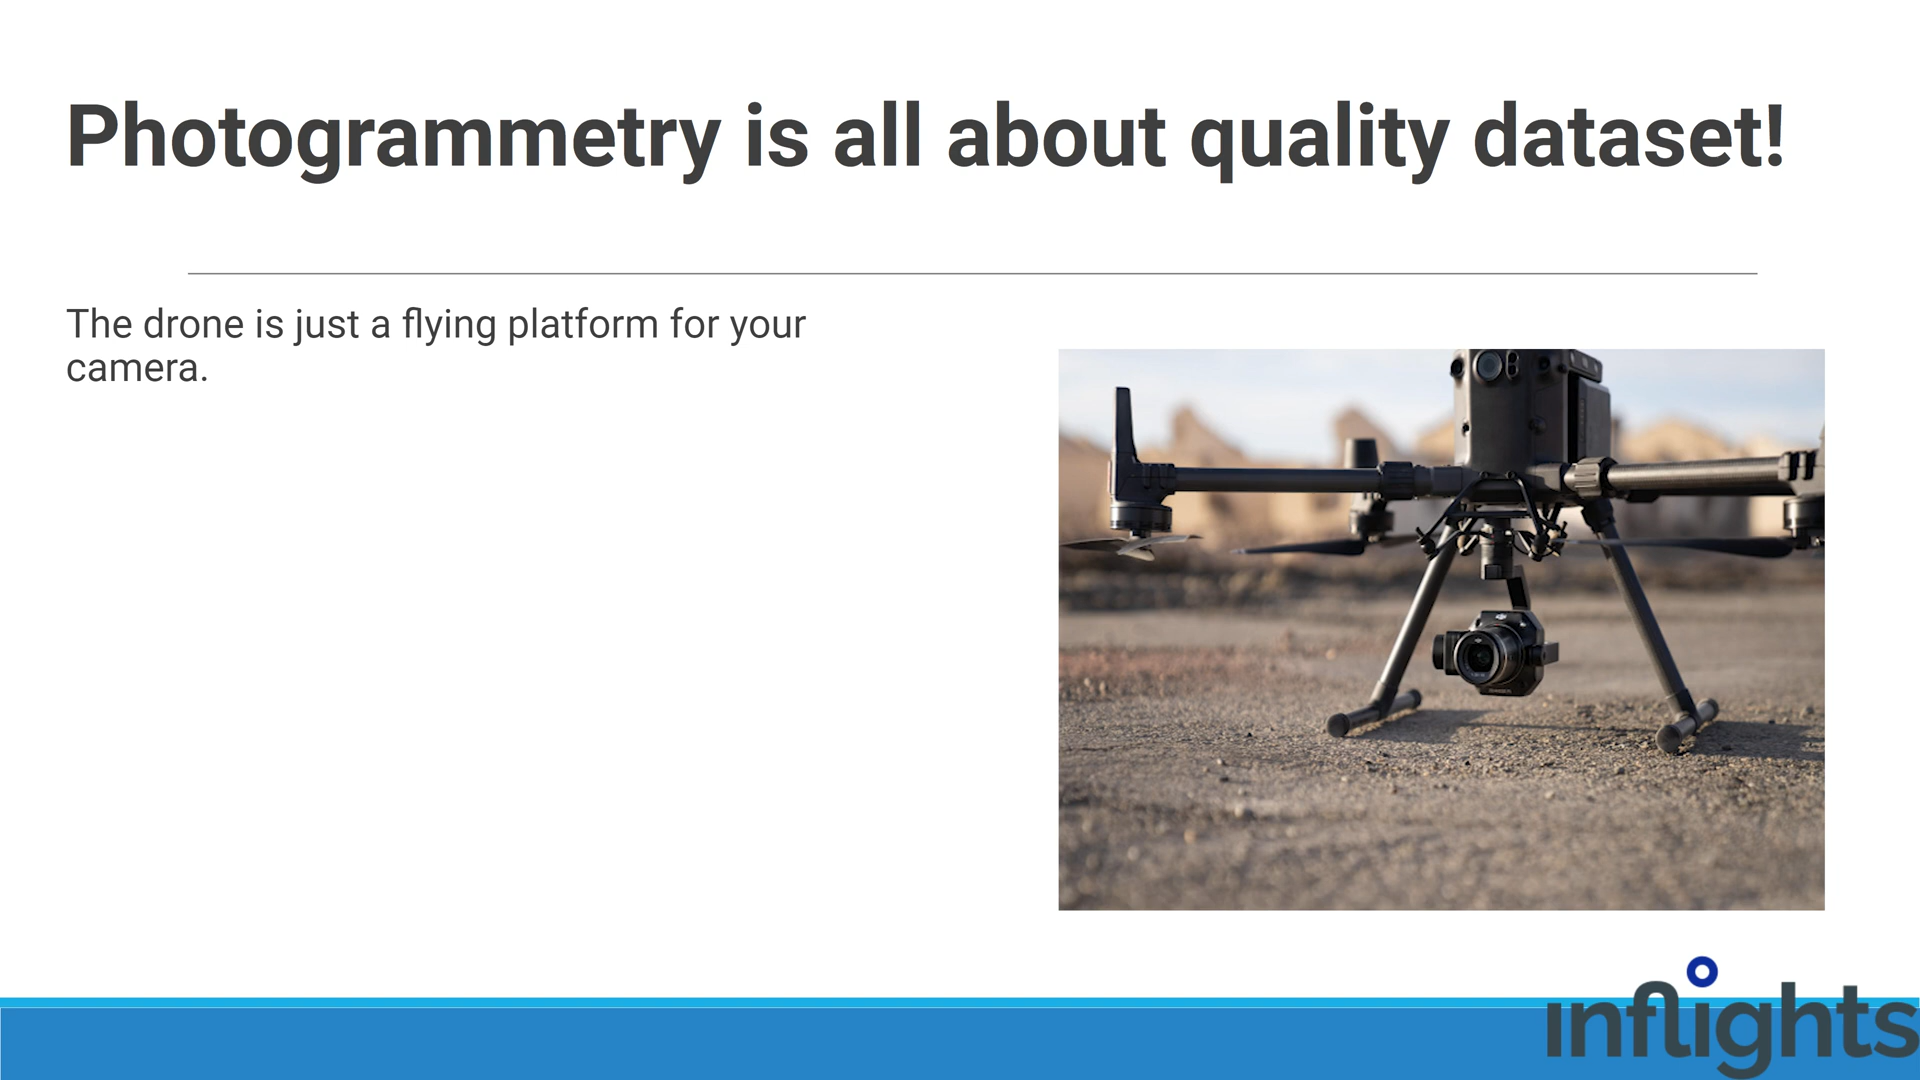 Photogrammetry is all about quality dataset!
The drone is just a flying platform for your
camera.
inflights